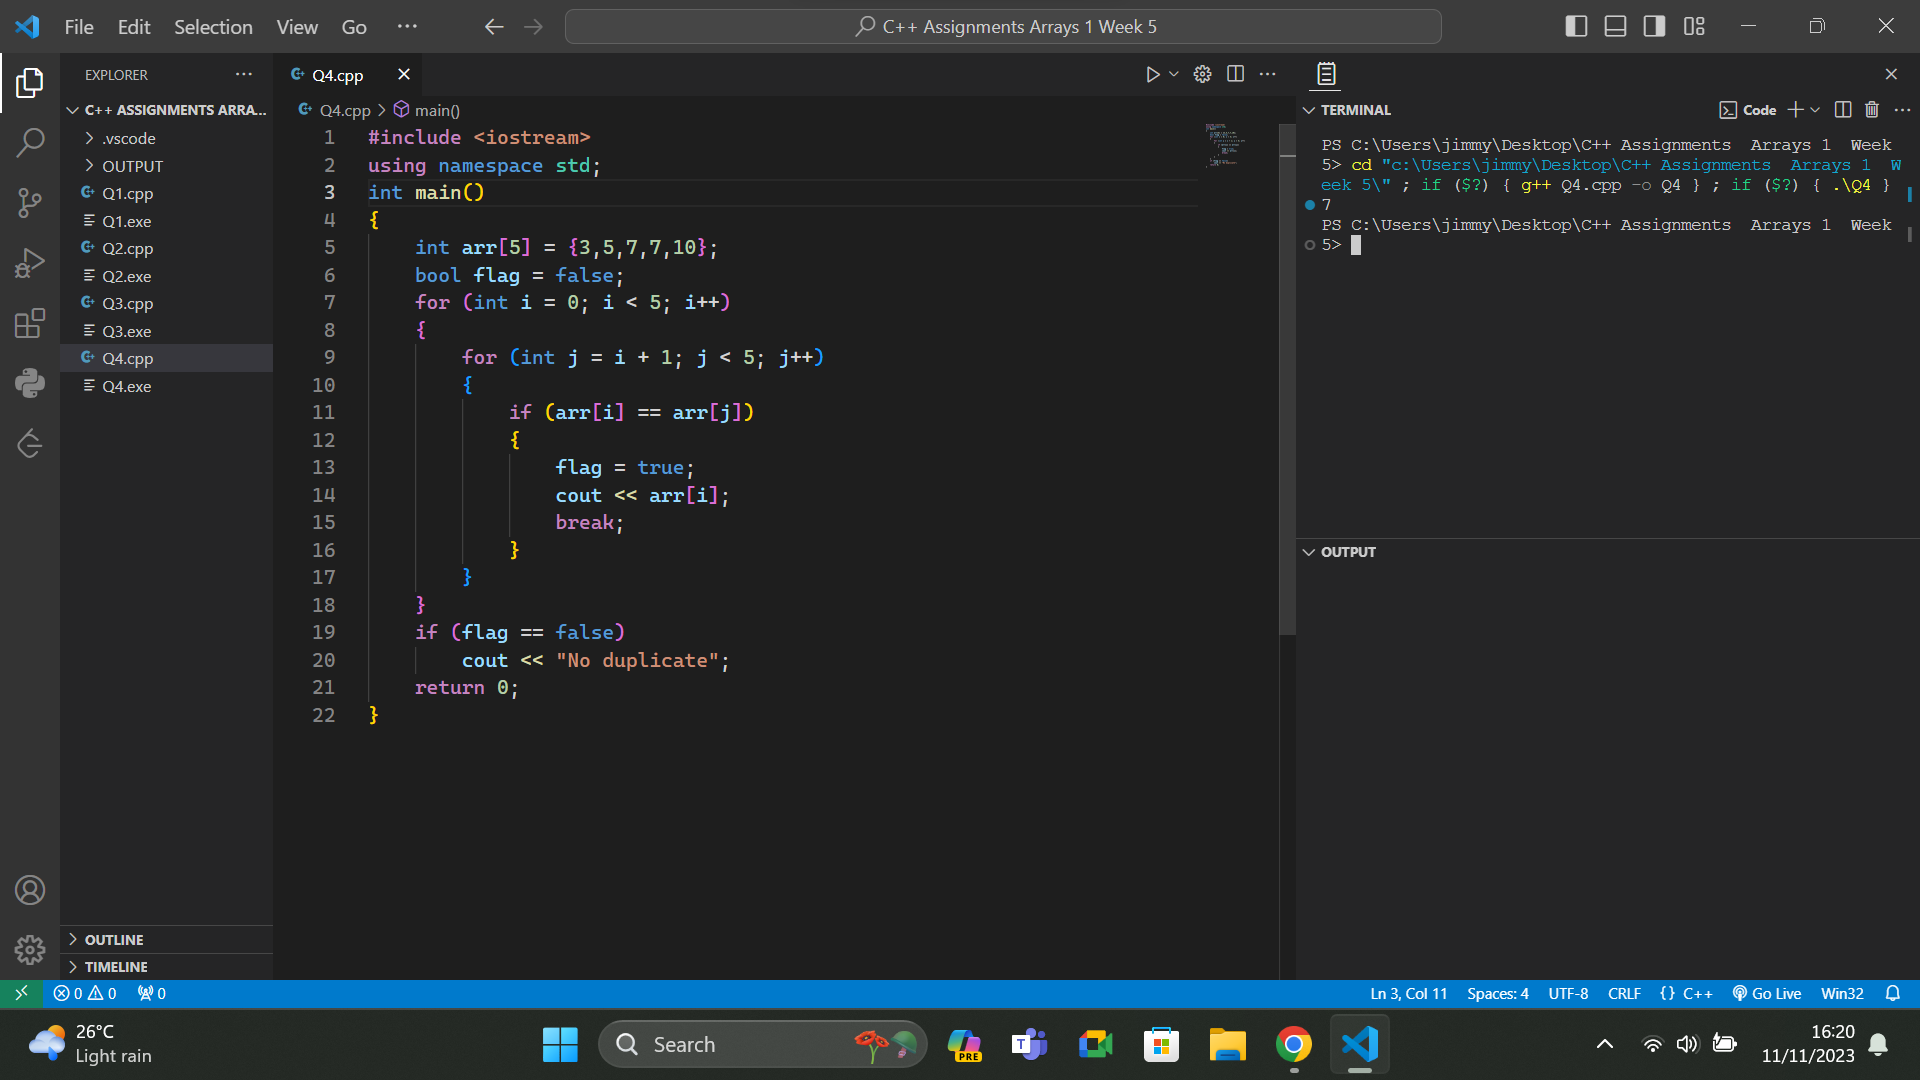 File Edit Selection View Go ···
C++ Assignments Arrays 1 Week 5
EXPLORER
C++ ASSIGNMENTS ARRA...
.vscode
OUTPUT
Q1.cpp
Q1.exe
Q2.cpp
Q2.exe
Q3.cpp
Q3.exe
Q4.cpp
Q4.exe
OUTLINE
TIMELINE
Q4.cpp
Q4.cpp > main()
1 #include <iostream>
2 using namespace std;
3 int main()
4 {
5 int arr[5] = {3,5,7,7,10};
6 bool flag = false;
7 for (int i = 0; i < 5; i++)
8 {
9 for (int j = i + 1; j < 5; j++)
10 {
11 if (arr[i] == arr[j])
12 {
13 flag = true;
14 cout << arr[i];
15 break;
16 }
17 }
18 }
19 if (flag == false)
20 cout << "No duplicate";
21 return 0;
22 }
TERMINAL
Code
PS C:\Users\jimmy\Desktop\C++ Assignments  Arrays 1  Week
5> cd "c:\Users\jimmy\Desktop\C++ Assignments  Arrays 1  W
eek 5\" ; if ($?) { g++ Q4.cpp -o Q4 } ; if ($?) { .\Q4 }
7
PS C:\Users\jimmy\Desktop\C++ Assignments  Arrays 1  Week
5>
OUTPUT
0 0 0
Ln 3, Col 11 Spaces: 4 UTF-8 CRLF {} C++ Go Live Win32
26°C
Light rain
Search
PRE
T
16:20
11/11/2023